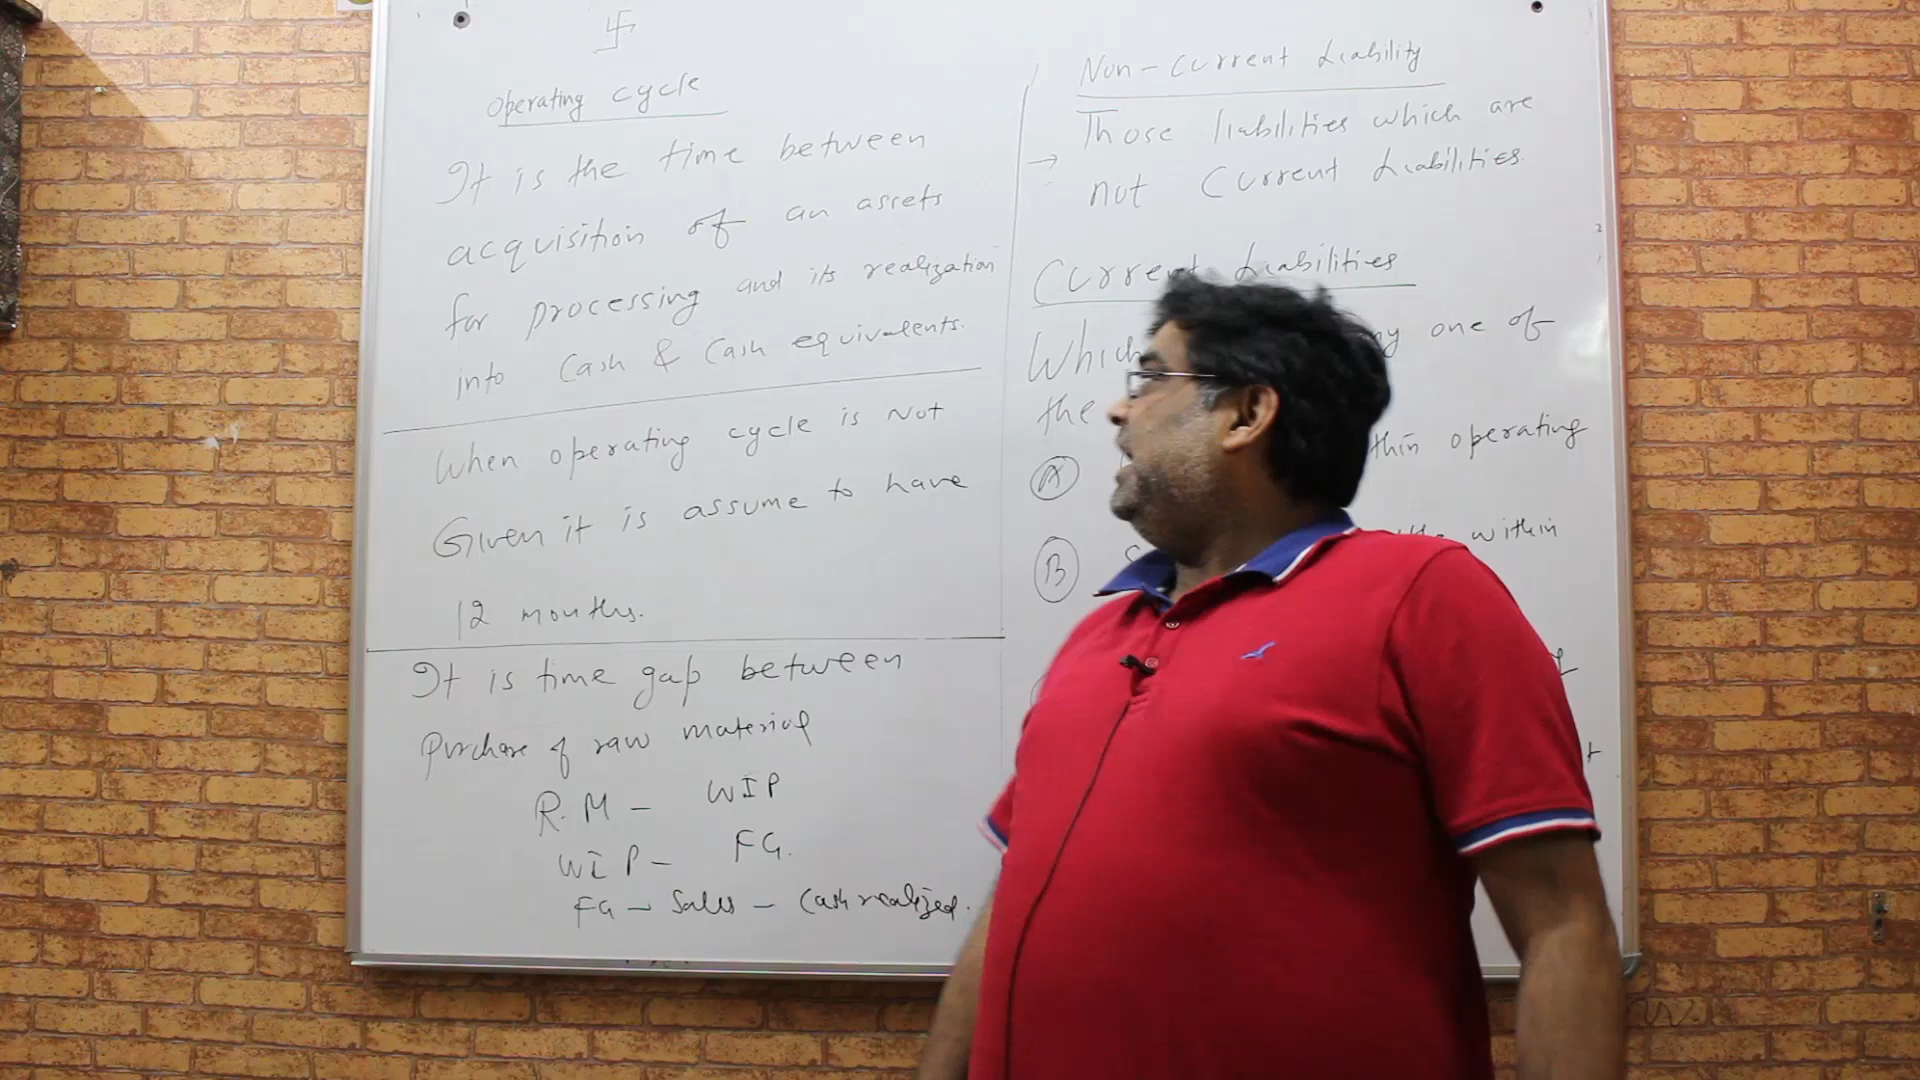 Operating cycle
It is the time between
acquisition of an assets
for processing and its realization
into Cash & Cash equivalents.
When operating cycle is Not
Given it is assume to have
12 months.
It is time gap between
Purchase of raw material
R.M - WIP
WIP - FG.
FG - Sales - Cash realized.
Non-Current Liability
Those liabilities which are
→ not Current Liabilities
Current Liabilities
Which one of
the
A operating
B within